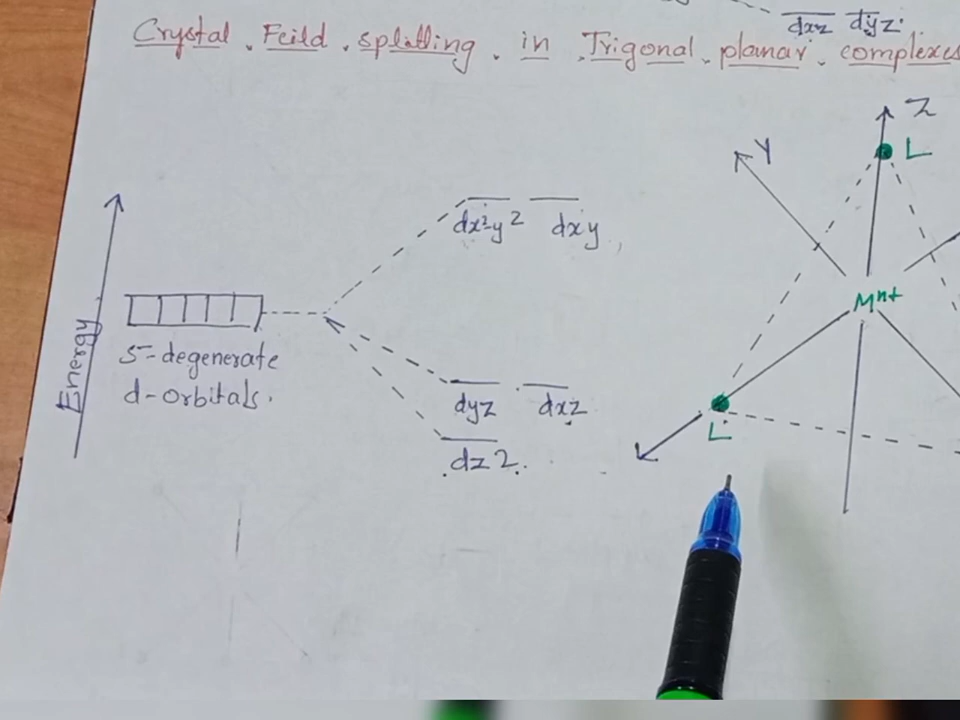 dxz dyz.
Crystal. Feild. splitting. in Trigonal. planar. complexes
Z
L
Y
dx²-y² dxy,
Mⁿ⁺
Energy
5-degenerate
d-orbitals.
dyz dxz
L
dz2.